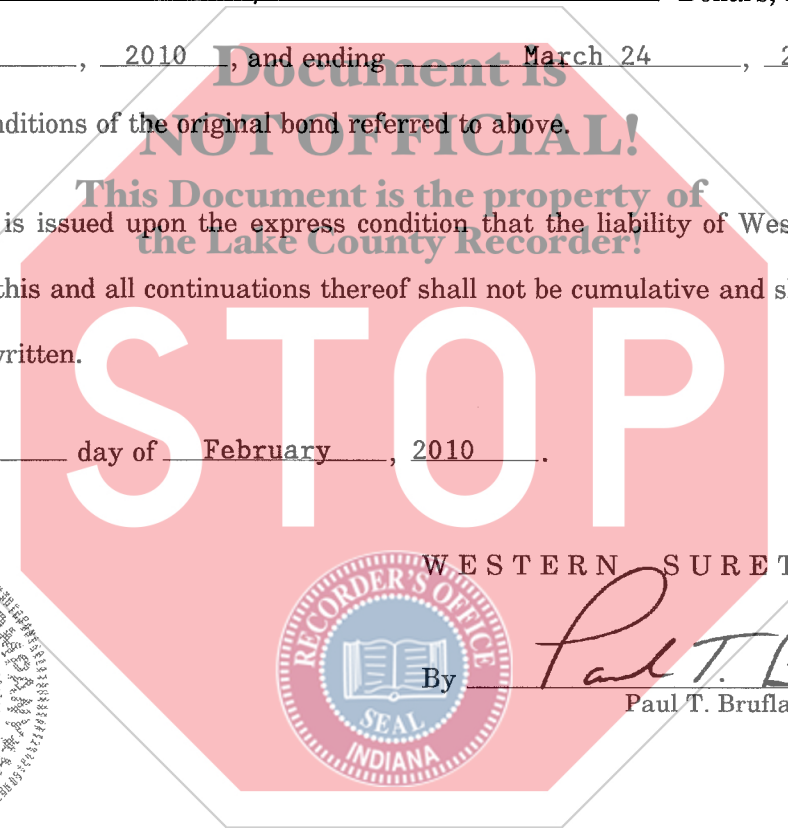 , 2010 , and ending March 24 , 2
Document is
nditions of the original bond referred to above.
NOT OFFICIAL!
This Document is the property of
is issued upon the express condition that the liability of Wes
the Lake County Recorder!
this and all continuations thereof shall not be cumulative and s
written.
STOP
day of February , 2010 .
WESTERN SURET
RECORDER'S OFFICE
SEAL
INDIANA
By Paul T.
Paul T. Brufla